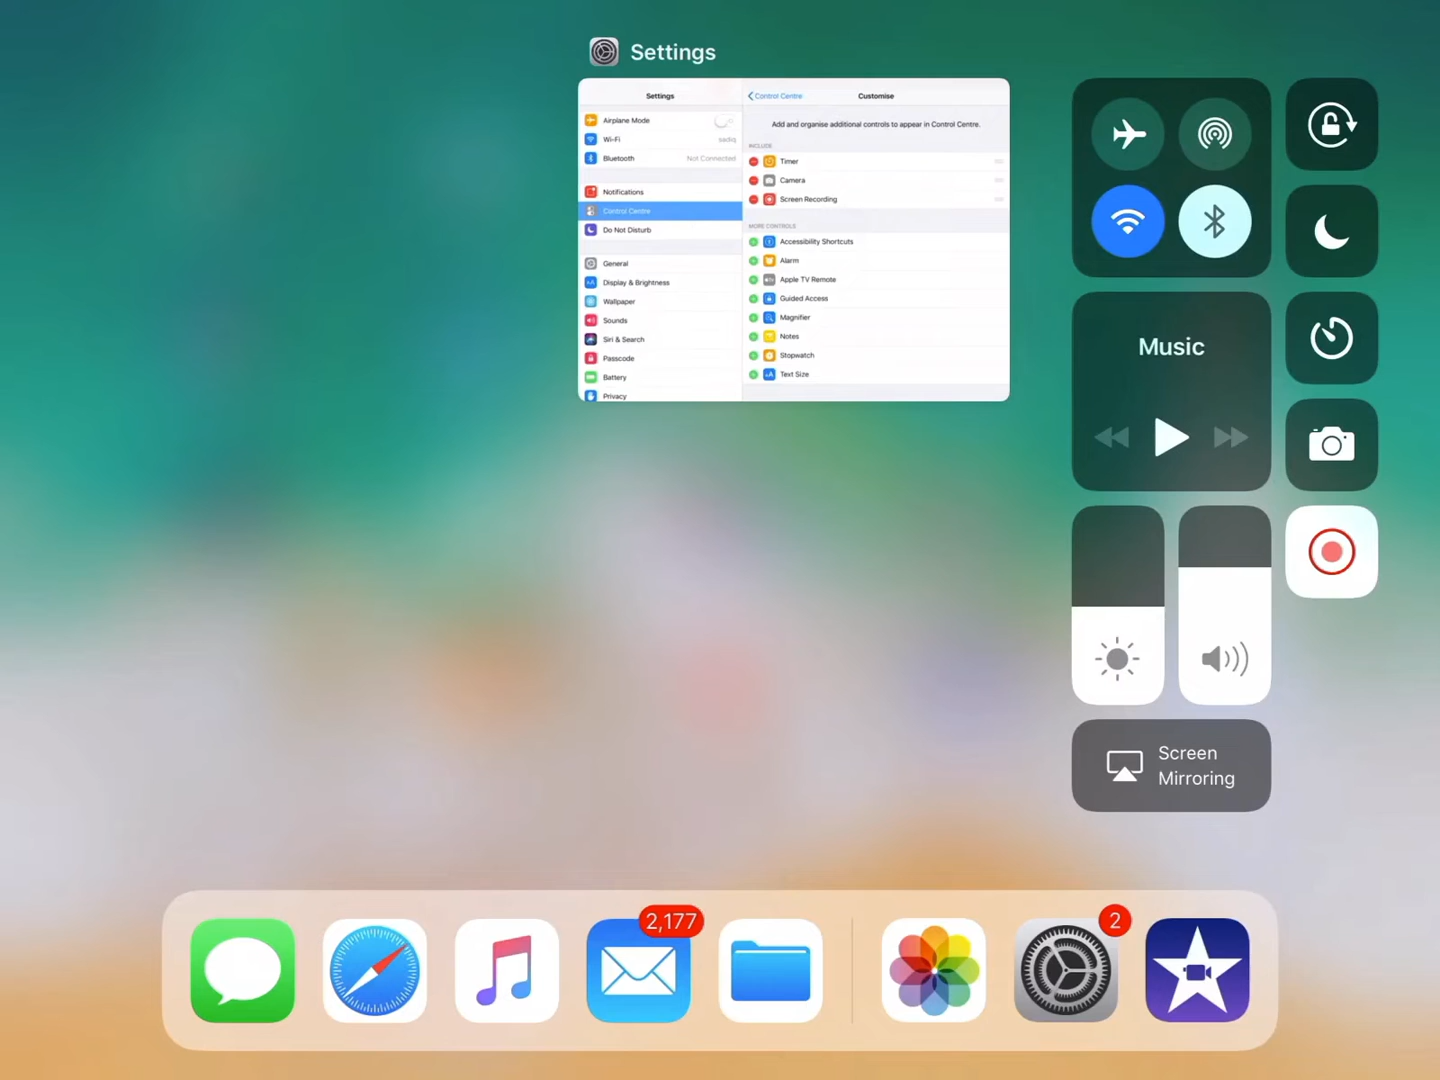 Settings
Settings
Airplane Mode
Wi-Fi sadiq
Bluetooth Not Connected
Notifications
Control Centre
Do Not Disturb
General
Display & Brightness
Wallpaper
Sounds
Siri & Search
Passcode
Battery
Privacy
Control Centre Customise
Add and organise additional controls to appear in Control Centre.
INCLUDE
Timer
Camera
Screen Recording
MORE CONTROLS
Accessibility Shortcuts
Alarm
Apple TV Remote
Guided Access
Magnifier
Notes
Stopwatch
Text Size
Music
Screen
Mirroring
2,177
2